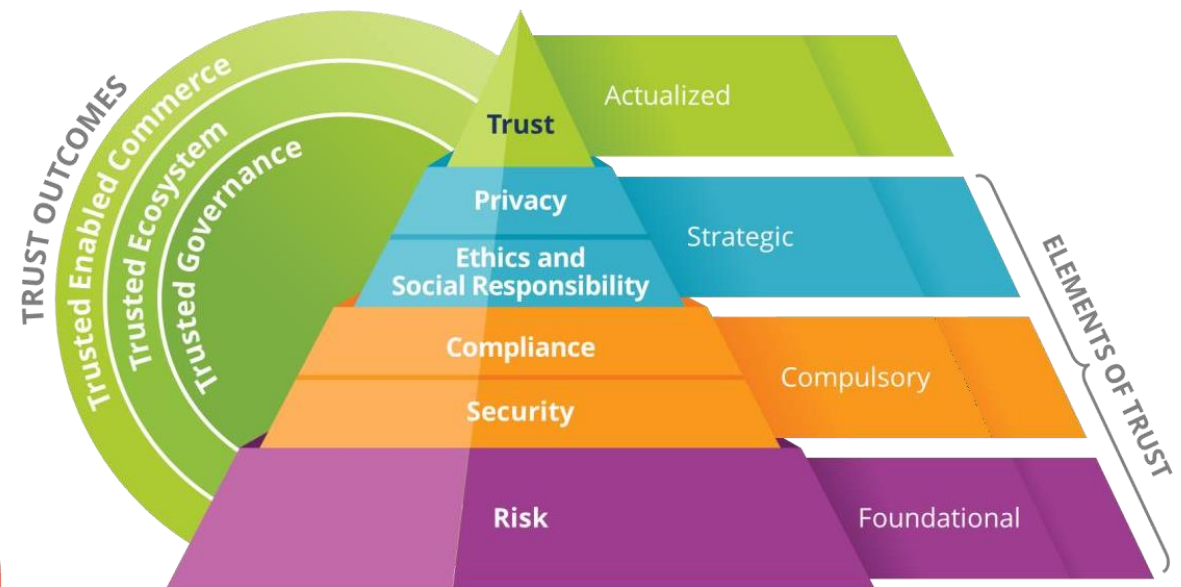 TRUST OUTCOMES
Trusted Enabled Commerce
Trusted Ecosystem
Trusted Governance
Trust
Actualized
Privacy
Ethics and
Social Responsibility
Strategic
Compliance
Security
Compulsory
Risk
Foundational
ELEMENTS OF TRUST